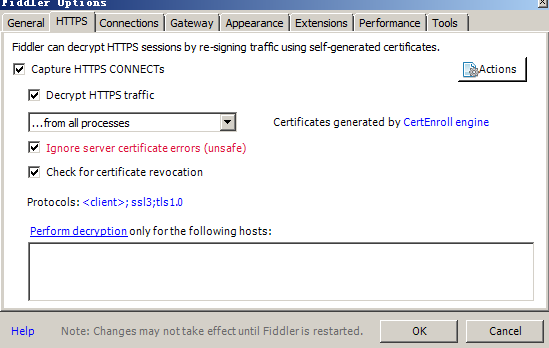 Fiddler Options
General HTTPS Connections Gateway Appearance Extensions Performance Tools
Fiddler can decrypt HTTPS sessions by re-signing traffic using self-generated certificates.
Capture HTTPS CONNECTs
Actions
Decrypt HTTPS traffic
...from all processes
Certificates generated by CertEnroll engine
Ignore server certificate errors (unsafe)
Check for certificate revocation
Protocols: <client>; ssl3;tls1.0
Perform decryption only for the following hosts:
Help
Note: Changes may not take effect until Fiddler is restarted.
OK
Cancel